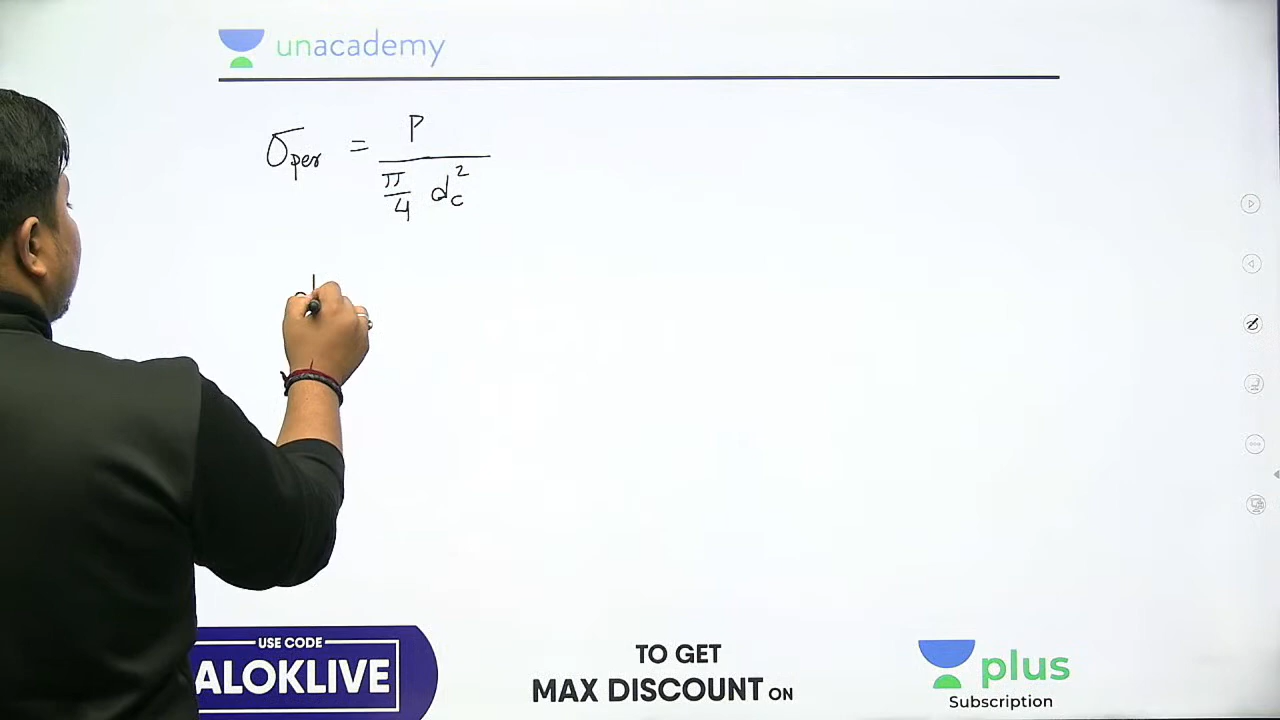 unacademy
σper = P / (π/4 dc²)
d
USE CODE
ALOKLIVE
TO GET
MAX DISCOUNT ON
plus
Subscription